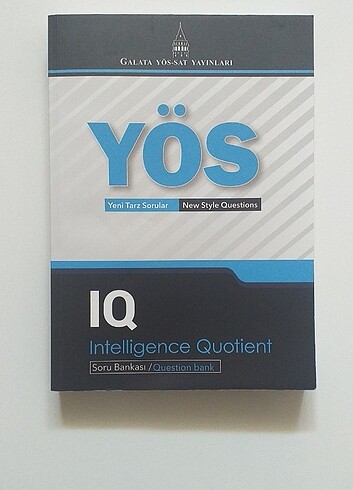 GALATA YÖS-SAT YAYINLARI
YÖS
Yeni Tarz Sorular New Style Questions
IQ
Intelligence Quotient
Soru Bankası / Question bank